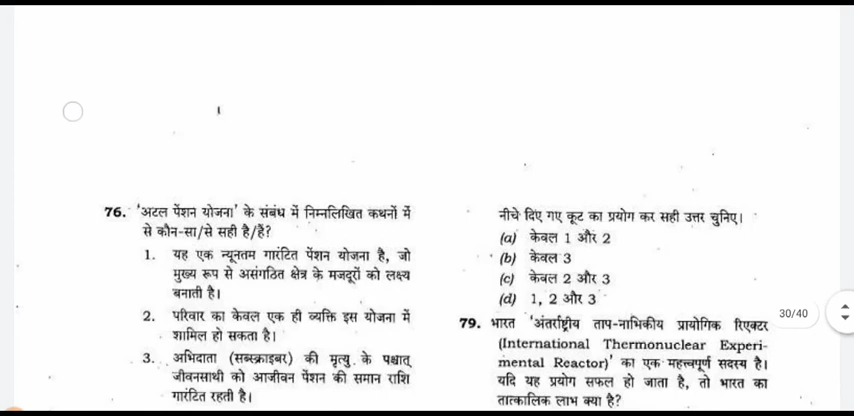 76. 'अटल पेंशन योजना' के संबंध में निम्नलिखित कथनों में
से कौन-सा/से सही है/हैं?
1. यह एक न्यूनतम गारंटित पेंशन योजना है, जो
मुख्य रूप से असंगठित क्षेत्र के मजदूरों को लक्ष्य
बनाती है।
2. परिवार का केवल एक ही व्यक्ति इस योजना में
शामिल हो सकता है।
3. अभिदाता (सब्स्क्राइबर) की मृत्यु के पश्चात्
जीवनसाथी को आजीवन पेंशन की समान राशि
गारंटित रहती है।
नीचे दिए गए कूट का प्रयोग कर सही उत्तर चुनिए।
(a) केवल 1 और 2
(b) केवल 3
(c) केवल 2 और 3
(d) 1, 2 और 3
79. भारत 'अंतर्राष्ट्रीय ताप-नाभिकीय प्रायोगिक रिएक्टर
(International Thermonuclear Experi-
mental Reactor)' का एक महत्त्वपूर्ण सदस्य है।
यदि यह प्रयोग सफल हो जाता है, तो भारत का
तात्कालिक लाभ क्या है?
30/40